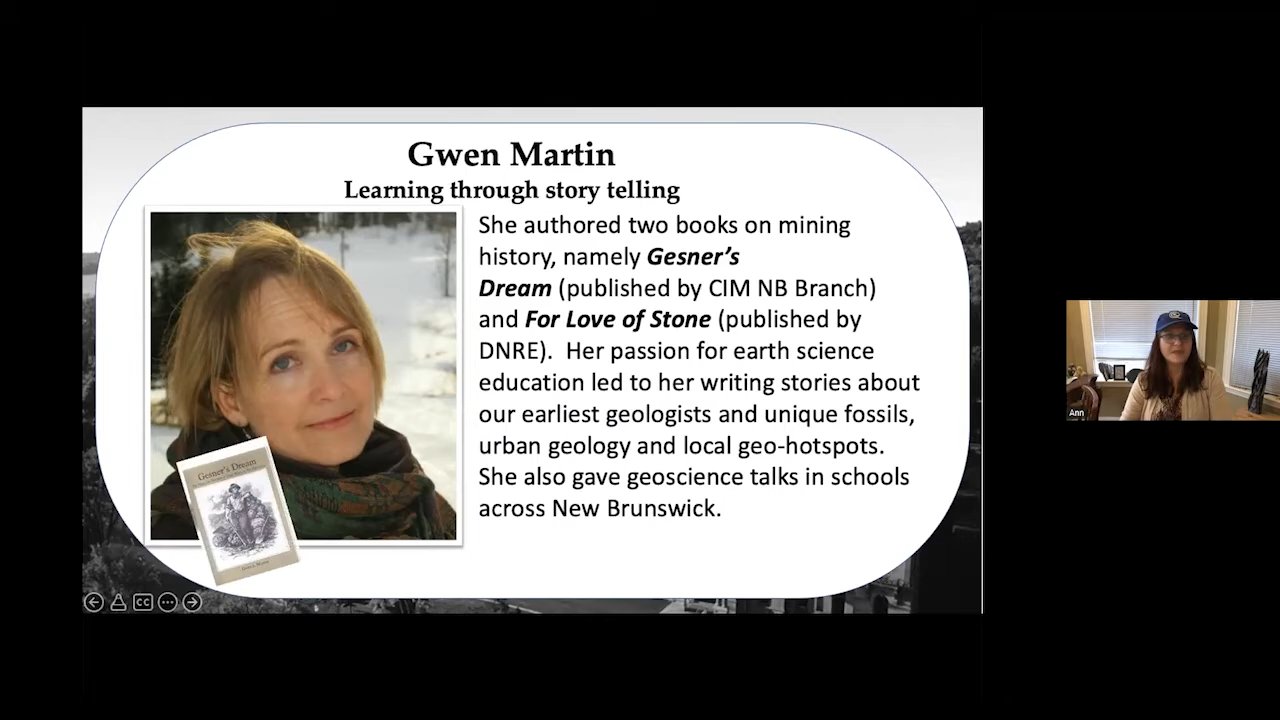 Gwen Martin
Learning through story telling
She authored two books on mining
history, namely Gesner's
Dream (published by CIM NB Branch)
and For Love of Stone (published by
DNRE).  Her passion for earth science
education led to her writing stories about
our earliest geologists and unique fossils,
urban geology and local geo-hotspots.
She also gave geoscience talks in schools
across New Brunswick.
Gesner's Dream
CC
Ann